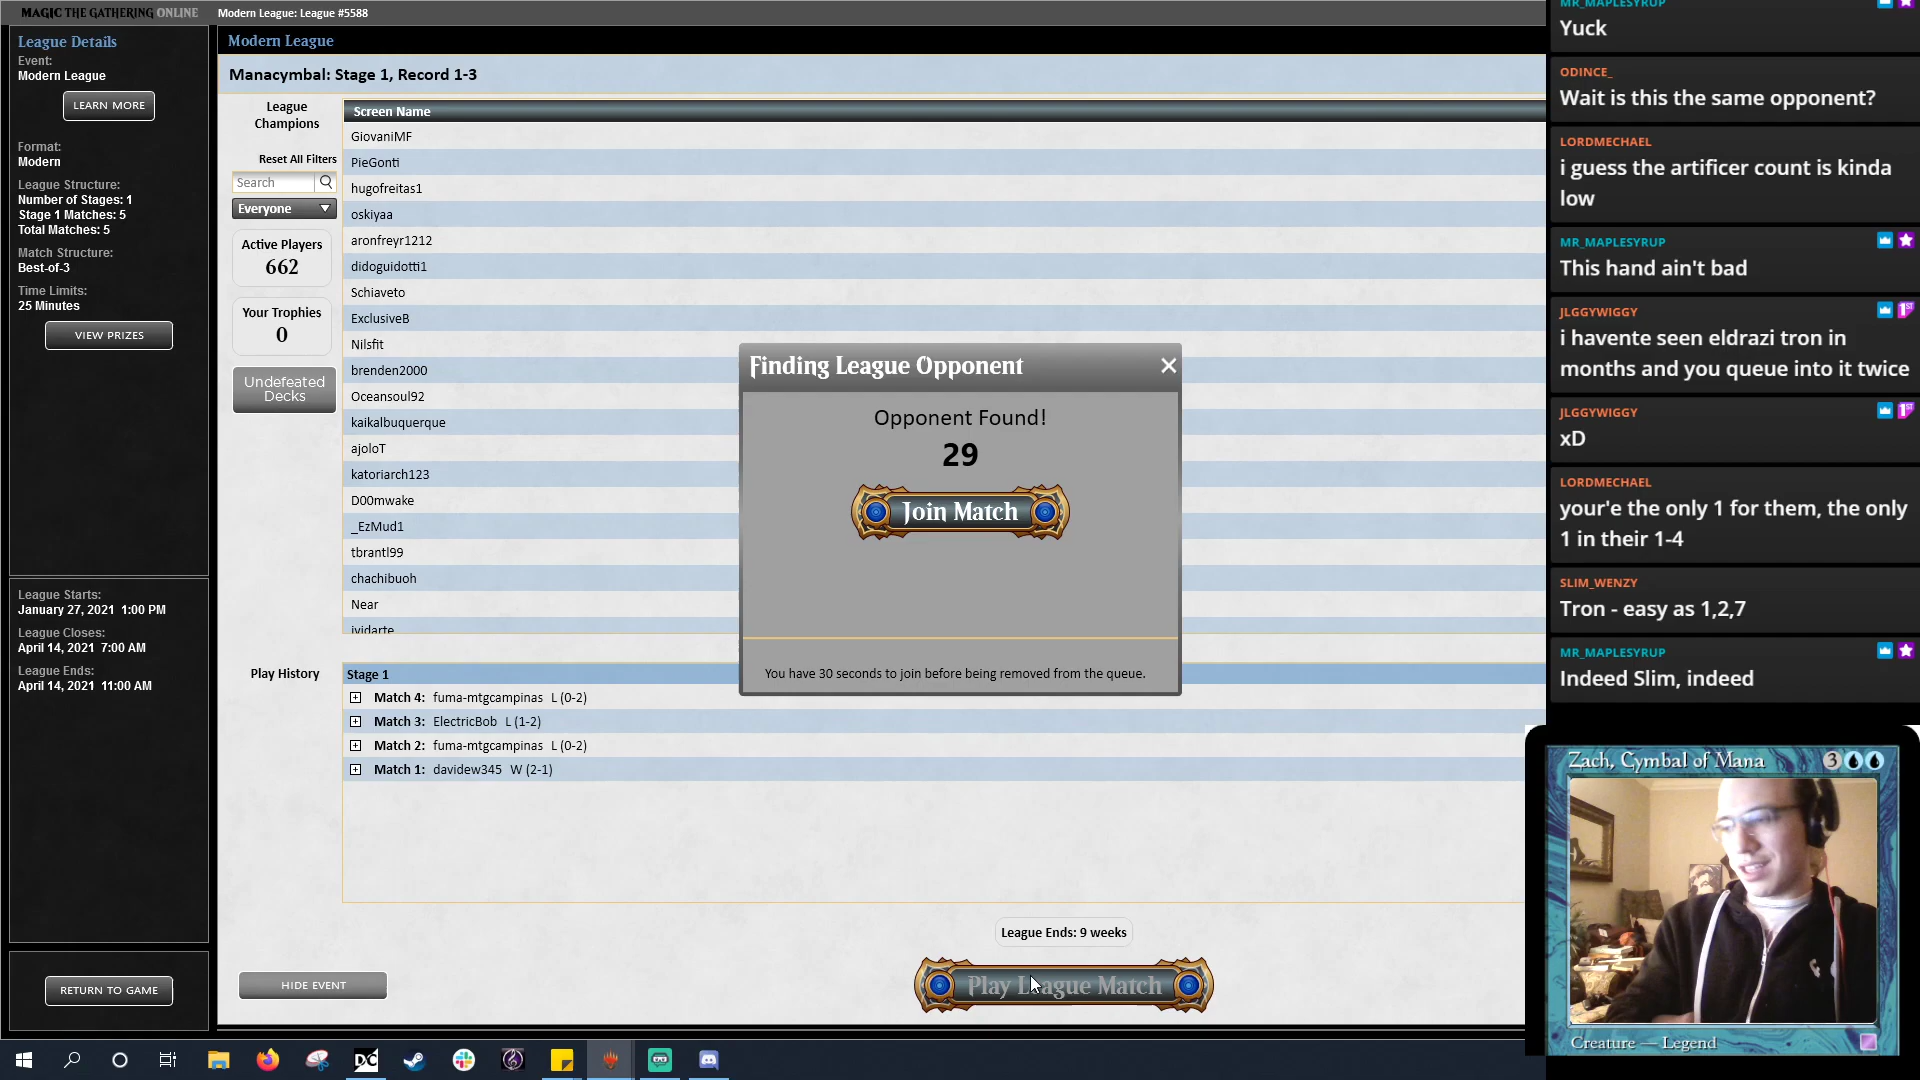 MAGIC THE GATHERING ONLINE
Modern League: League #5588
League Details
Event:
Modern League
LEARN MORE
Format:
Modern
League Structure:
Number of Stages: 1
Stage 1 Matches: 5
Total Matches: 5
Match Structure:
Best-of-3
Time Limits:
25 Minutes
VIEW PRIZES
League Starts:
January 27, 2021 1:00 PM
League Closes:
April 14, 2021 7:00 AM
League Ends:
April 14, 2021 11:00 AM
RETURN TO GAME
Modern League
Manacymbal: Stage 1, Record 1-3
League
Champions
Reset All Filters
Search
Everyone
Active Players
662
Your Trophies
0
Undefeated
Decks
Screen Name
GiovaniMF
PieGonti
hugofreitas1
oskiyaa
aronfreyr1212
didoguidotti1
Schiaveto
ExclusiveB
Nilsfit
brenden2000
Oceansoul92
kaikalbuquerque
ajoloT
katoriarch123
D00mwake
_EzMud1
tbrantl99
chachibuoh
Near
ividarte
Finding League Opponent
Opponent Found!
29
Join Match
You have 30 seconds to join before being removed from the queue.
Play History
Stage 1
Match 4: fuma-mtgcampinas L (0-2)
Match 3: ElectricBob L (1-2)
Match 2: fuma-mtgcampinas L (0-2)
Match 1: davidew345 W (2-1)
League Ends: 9 weeks
HIDE EVENT
Play League Match
MR_MAPLESYRUP
Yuck
ODINCE_
Wait is this the same opponent?
LORDMECHAEL
i guess the artificer count is kinda
low
MR_MAPLESYRUP
This hand ain't bad
JLGGYWIGGY
i havente seen eldrazi tron in
months and you queue into it twice
JLGGYWIGGY
xD
LORDMECHAEL
your'e the only 1 for them, the only
1 in their 1-4
SLIM_WENZY
Tron - easy as 1,2,7
MR_MAPLESYRUP
Indeed Slim, indeed
Zach, Cymbal of Mana 3
Creature — Legend
DC